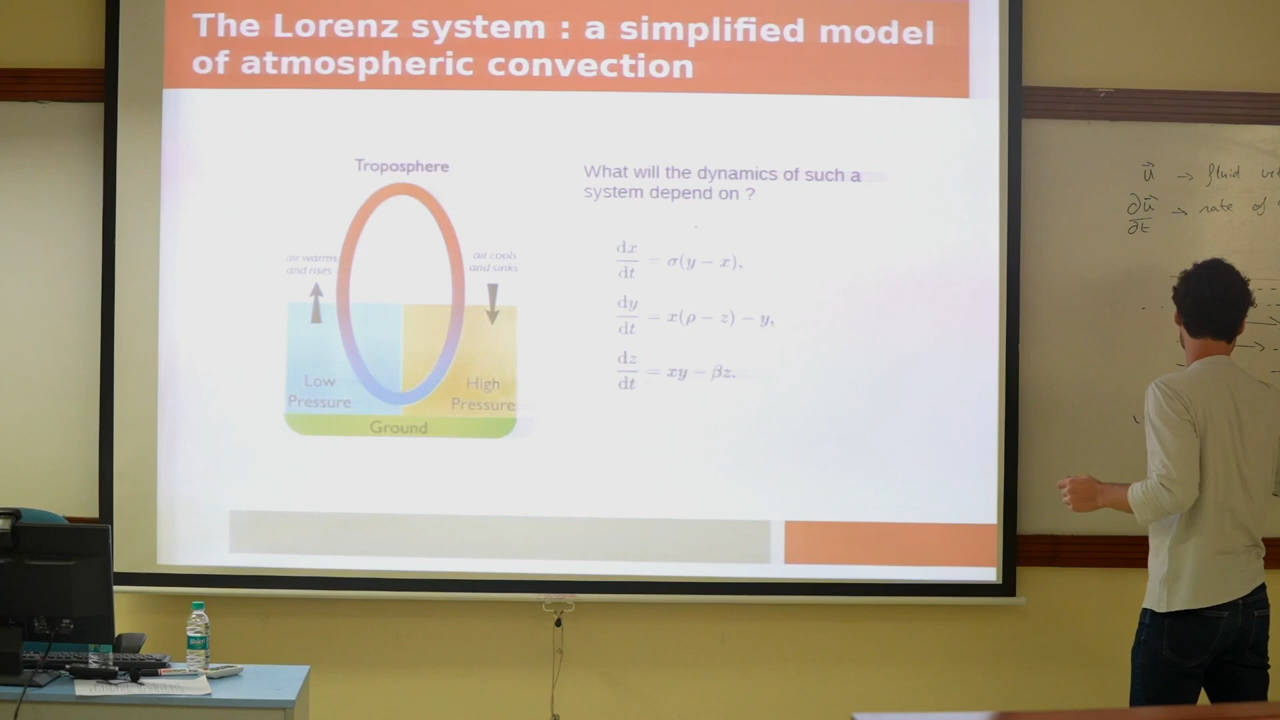 The Lorenz system : a simplified model
of atmospheric convection
Troposphere
air warms
and rises
air cools
and sinks
Low
Pressure
High
Pressure
Ground
What will the dynamics of such a
system depend on ?
dx/dt = σ(y − x),
dy/dt = x(ρ − z) − y,
dz/dt = xy − βz.
u⃗ → fluid
∂u⃗/∂t → rate of